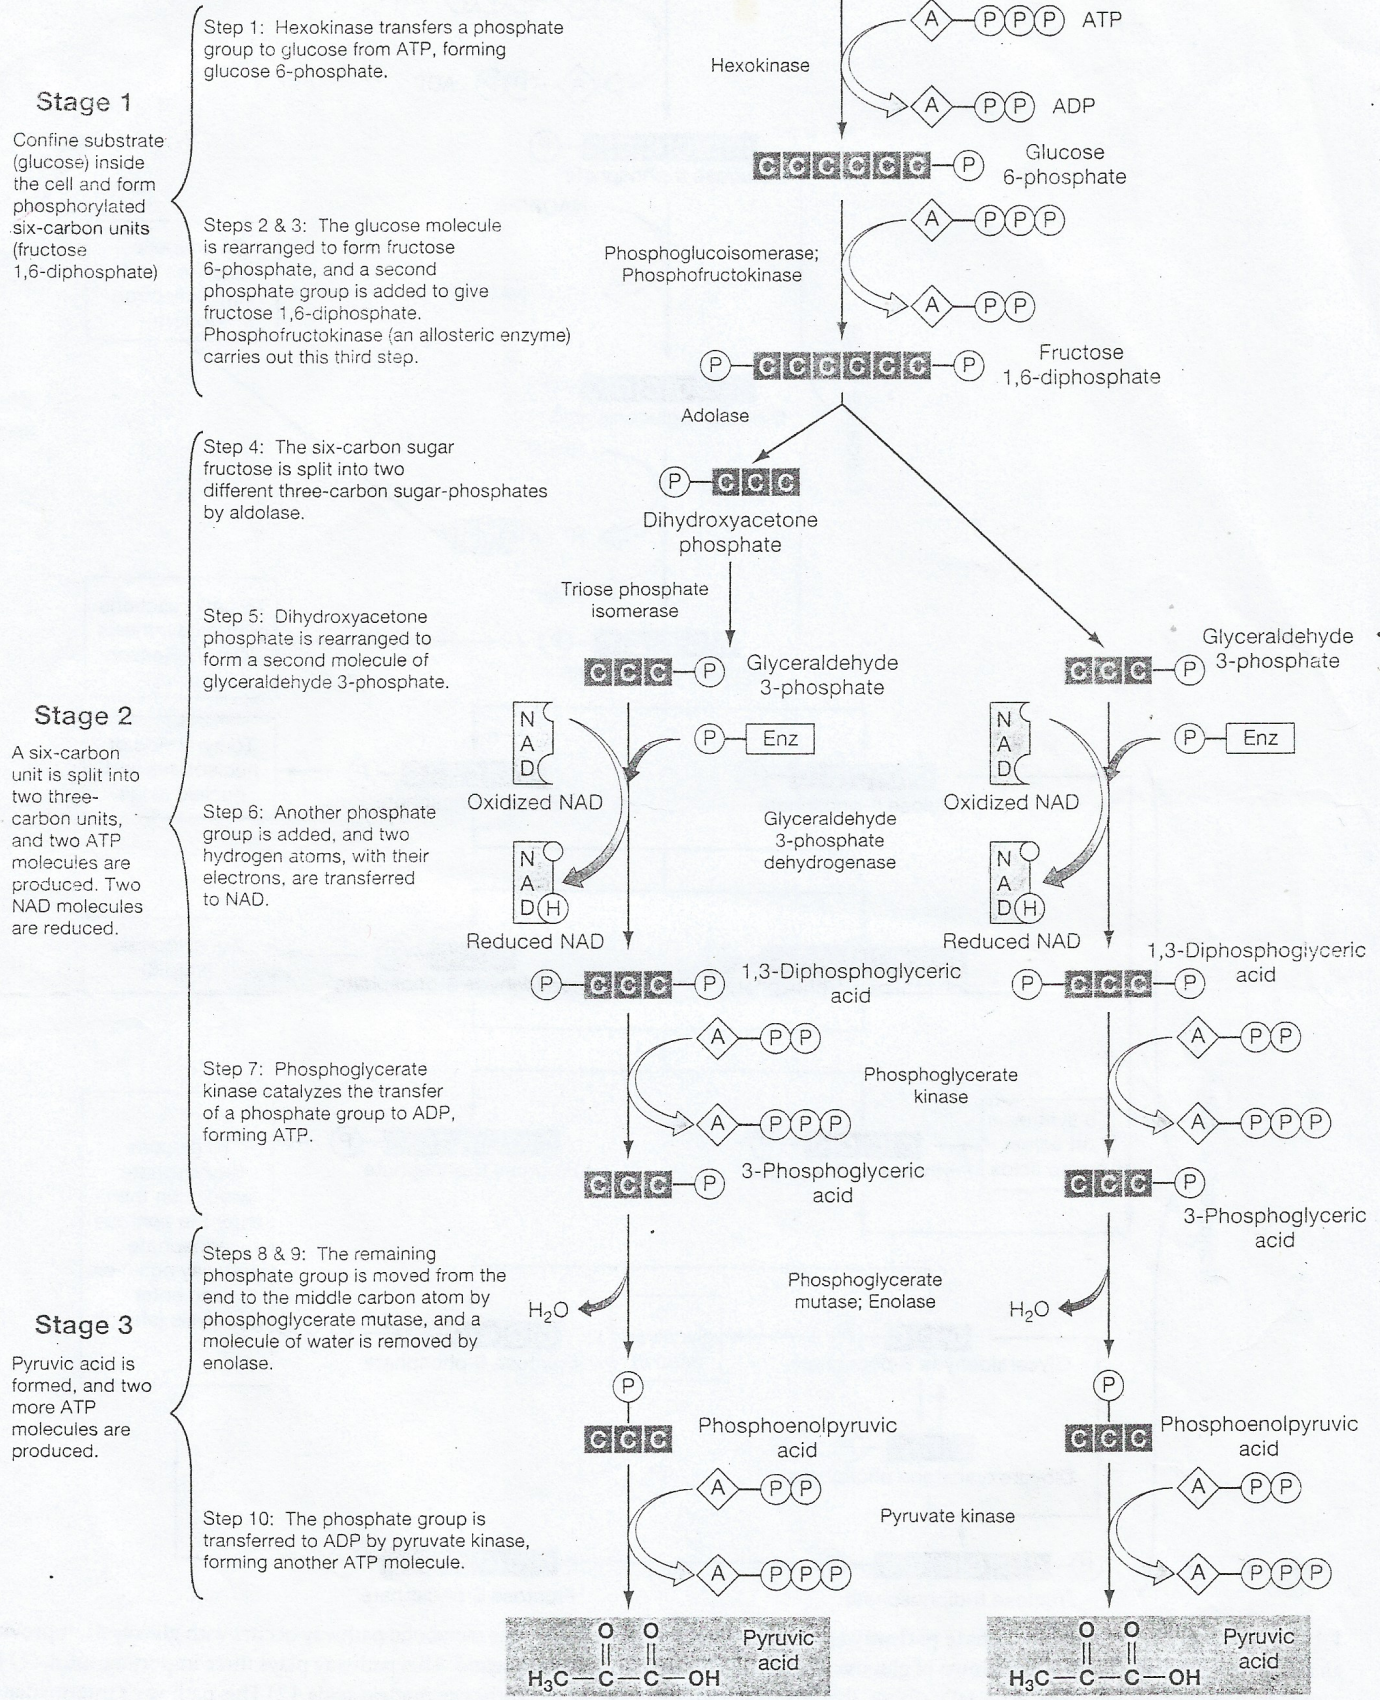 Stage 1
Confine substrate
(glucose) inside
the cell and form
phosphorylated
six-carbon units
(fructose
1,6-diphosphate)
Step 1: Hexokinase transfers a phosphate
group to glucose from ATP, forming
glucose 6-phosphate.
Steps 2 & 3: The glucose molecule
is rearranged to form fructose
6-phosphate, and a second
phosphate group is added to give
fructose 1,6-diphosphate.
Phosphofructokinase (an allosteric enzyme)
carries out this third step.
A P P P ATP
Hexokinase
A P P ADP
C C C C C C P
Glucose
6-phosphate
A P P P
Phosphoglucoisomerase;
Phosphofructokinase
A P P
P C C C C C C P
Fructose
1,6-diphosphate
Stage 2
A six-carbon
unit is split into
two three-
carbon units,
and two ATP
molecules are
produced. Two
NAD molecules
are reduced.
Step 4: The six-carbon sugar
fructose is split into two
different three-carbon sugar-phosphates
by aldolase.
Step 5: Dihydroxyacetone
phosphate is rearranged to
form a second molecule of
glyceraldehyde 3-phosphate.
Step 6: Another phosphate
group is added, and two
hydrogen atoms, with their
electrons, are transferred
to NAD.
Step 7: Phosphoglycerate
kinase catalyzes the transfer
of a phosphate group to ADP,
forming ATP.
Adolase
P C C C
Dihydroxyacetone
phosphate
Triose phosphate
isomerase
C C C P
Glyceraldehyde
3-phosphate
C C C P
Glyceraldehyde
3-phosphate
N
A
D
Oxidized NAD
P Enz
N
A
D
Oxidized NAD
P Enz
Glyceraldehyde
3-phosphate
dehydrogenase
N
A
D H
Reduced NAD
N
A
D H
Reduced NAD
P C C C P
1,3-Diphosphoglyceric
acid
P C C C P
1,3-Diphosphoglyceric
acid
A P P
A P P
Phosphoglycerate
kinase
A P P P
A P P P
C C C P
3-Phosphoglyceric
acid
C C C P
3-Phosphoglyceric
acid
Stage 3
Pyruvic acid is
formed, and two
more ATP
molecules are
produced.
Steps 8 & 9: The remaining
phosphate group is moved from the
end to the middle carbon atom by
phosphoglycerate mutase, and a
molecule of water is removed by
enolase.
Step 10: The phosphate group is
transferred to ADP by pyruvate kinase,
forming another ATP molecule.
H₂O
Phosphoglycerate
mutase; Enolase
H₂O
P
C C C
Phosphoenolpyruvic
acid
P
C C C
Phosphoenolpyruvic
acid
A P P
A P P
Pyruvate kinase
A P P P
A P P P
O O
H₃C—C—C—OH
Pyruvic
acid
O O
H₃C—C—C—OH
Pyruvic
acid